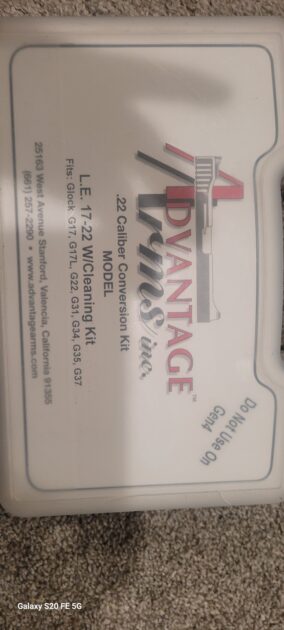 ADVANTAGE™
Arms, inc.
Do Not Use On
Gen4
.22 Caliber Conversion Kit
MODEL
L.E. 17-22 W/Cleaning Kit
Fits: Glock G17, G17L, G22, G31, G34, G35, G37
25163 West Avenue Stanford, Valencia, California 91355
(661) 257-2290 • www.advantagearms.com
Galaxy S20 FE 5G